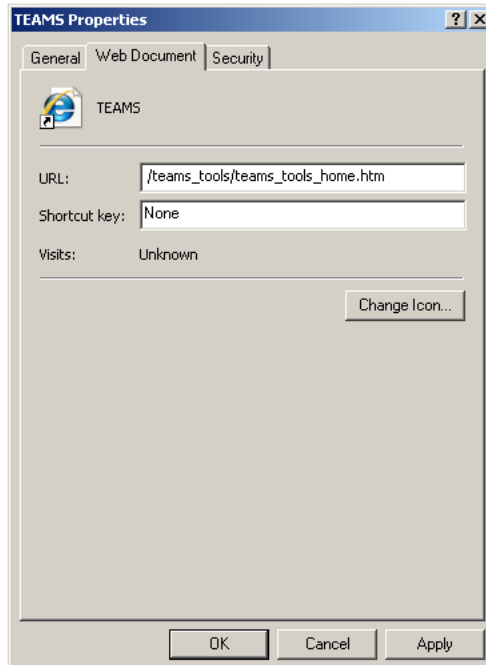 TEAMS Properties
General Web Document Security
TEAMS
URL: /teams_tools/teams_tools_home.htm
Shortcut key: None
Visits: Unknown
Change Icon...
OK Cancel Apply